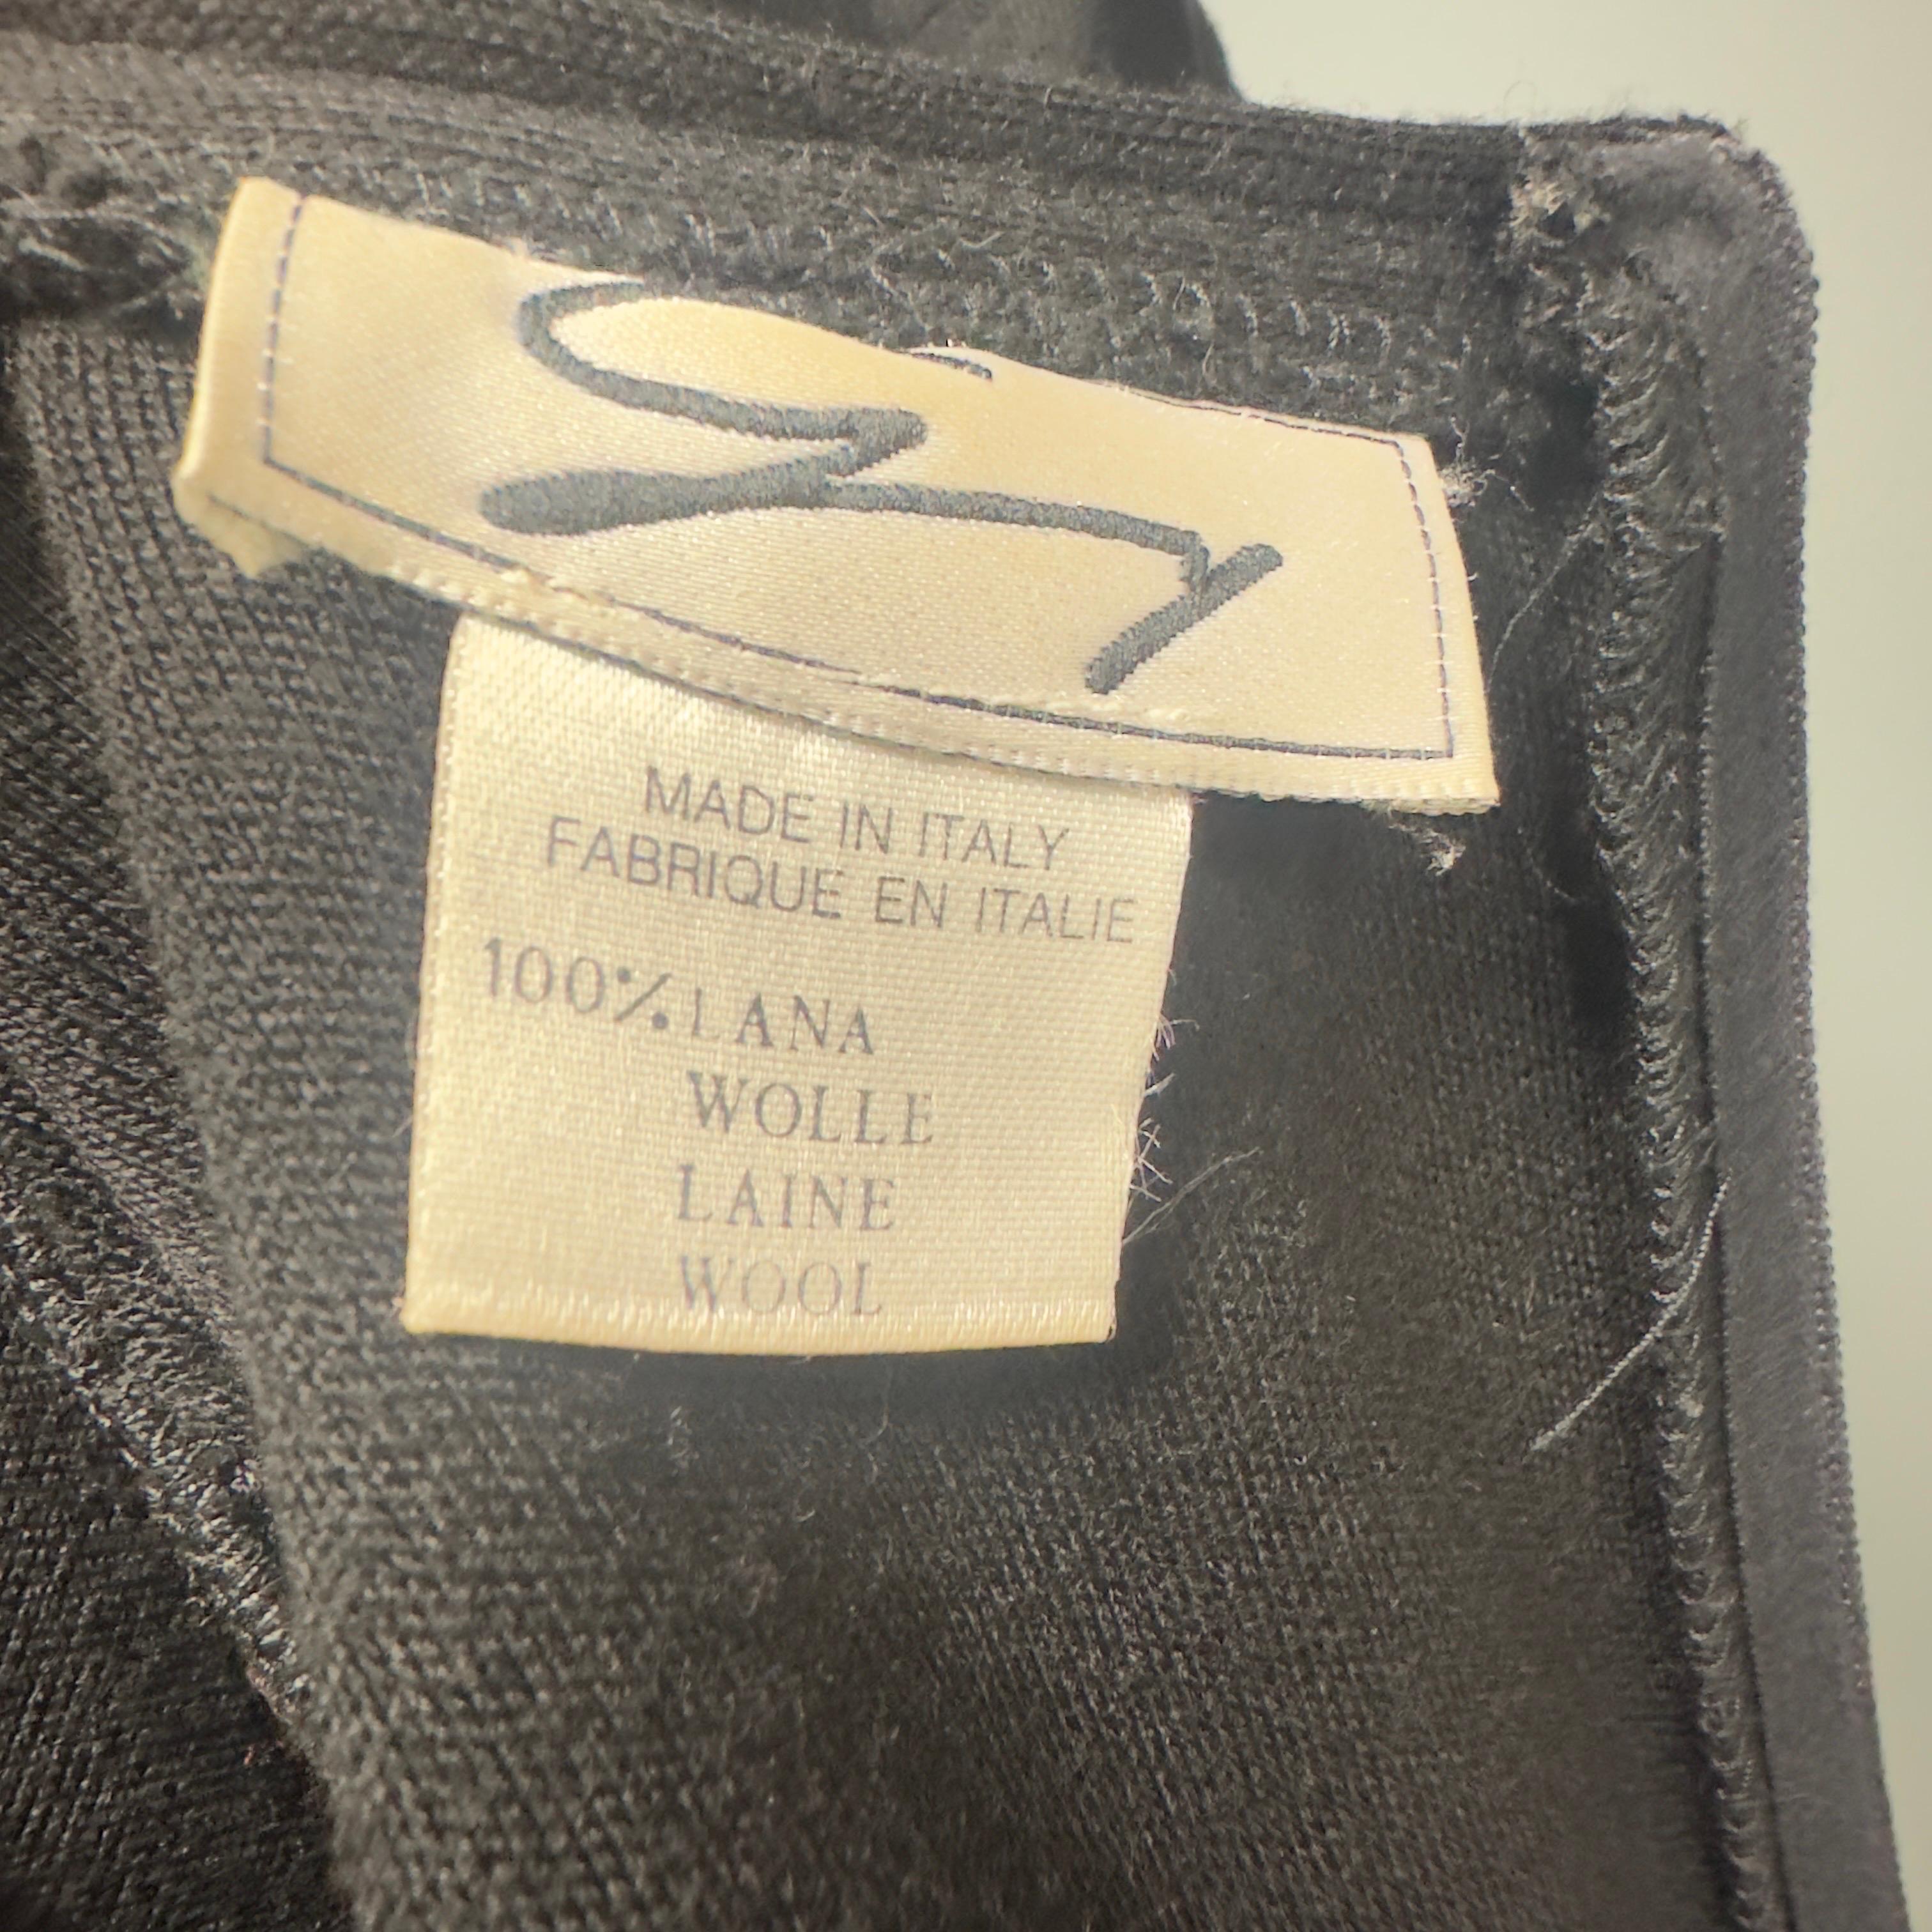 MADE IN ITALY
FABRIQUE EN ITALIE
100% LANA
WOLLE
LAINE
WOOL